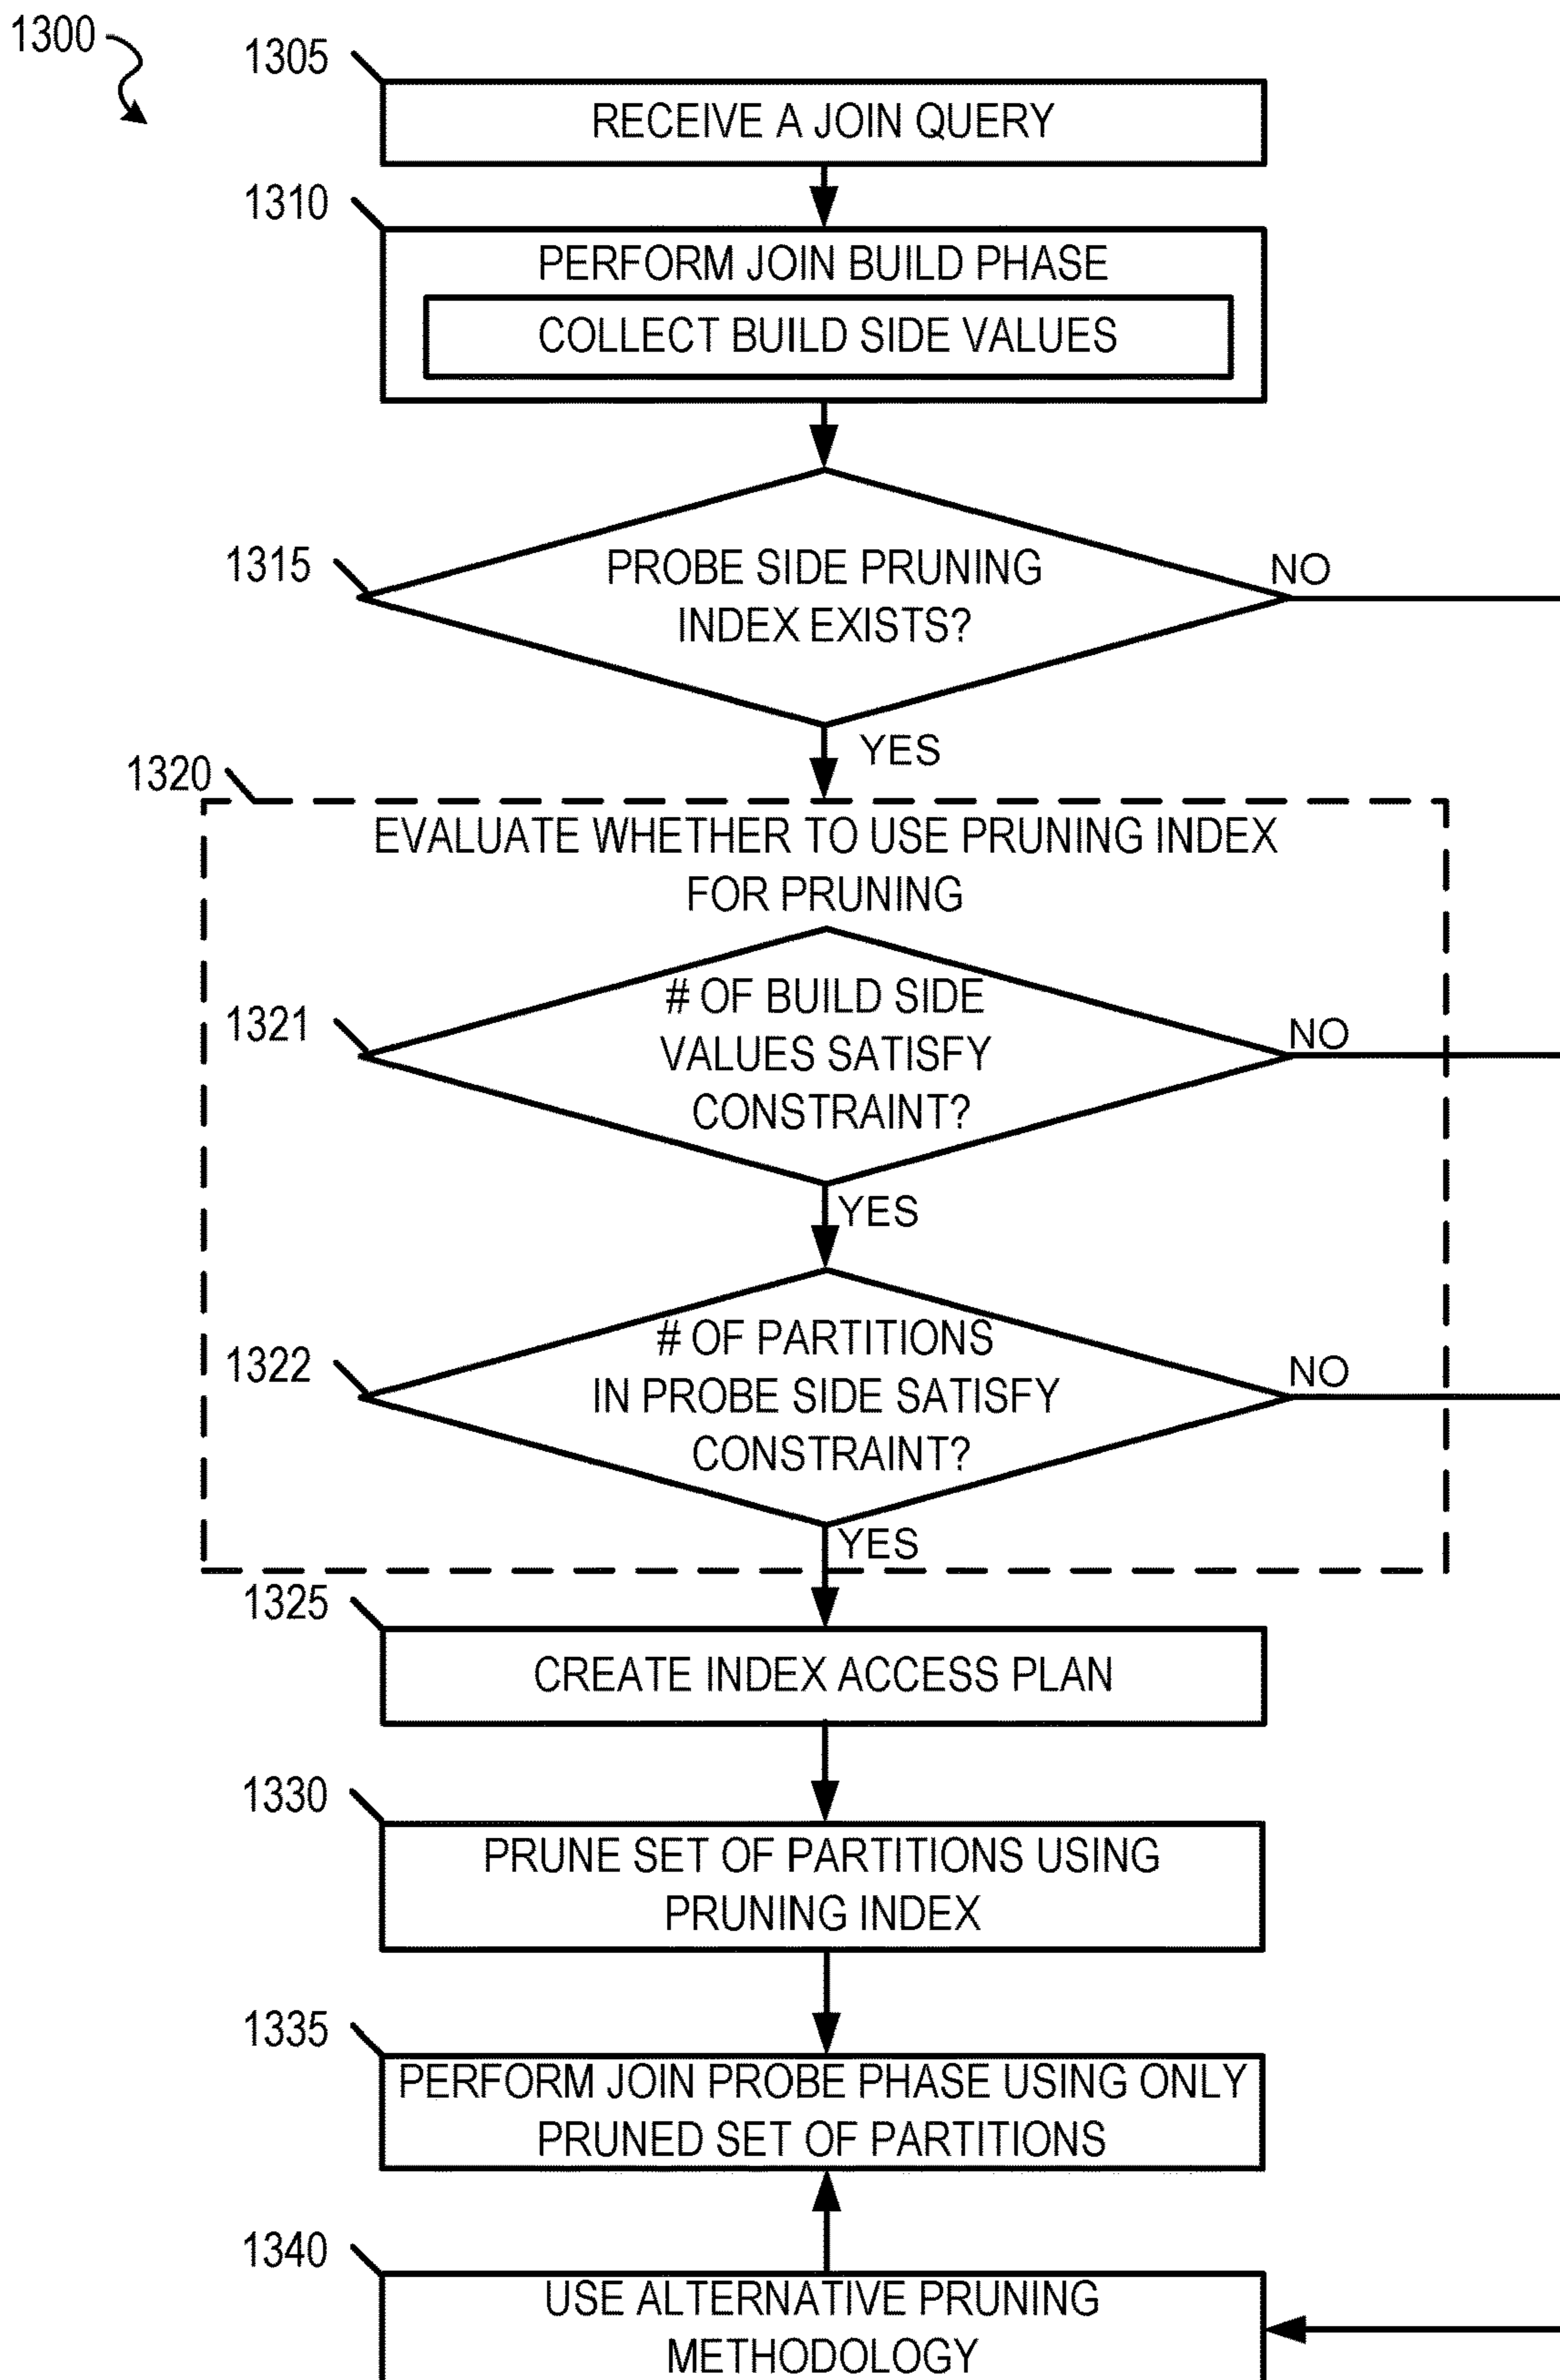 1300
1305
RECEIVE A JOIN QUERY
1310
PERFORM JOIN BUILD PHASE
COLLECT BUILD SIDE VALUES
1315
PROBE SIDE PRUNING
INDEX EXISTS?
NO
YES
1320
EVALUATE WHETHER TO USE PRUNING INDEX
FOR PRUNING
1321
# OF BUILD SIDE
VALUES SATISFY
CONSTRAINT?
NO
YES
1322
# OF PARTITIONS
IN PROBE SIDE SATISFY
CONSTRAINT?
NO
YES
1325
CREATE INDEX ACCESS PLAN
1330
PRUNE SET OF PARTITIONS USING
PRUNING INDEX
1335
PERFORM JOIN PROBE PHASE USING ONLY
PRUNED SET OF PARTITIONS
1340
USE ALTERNATIVE PRUNING
METHODOLOGY